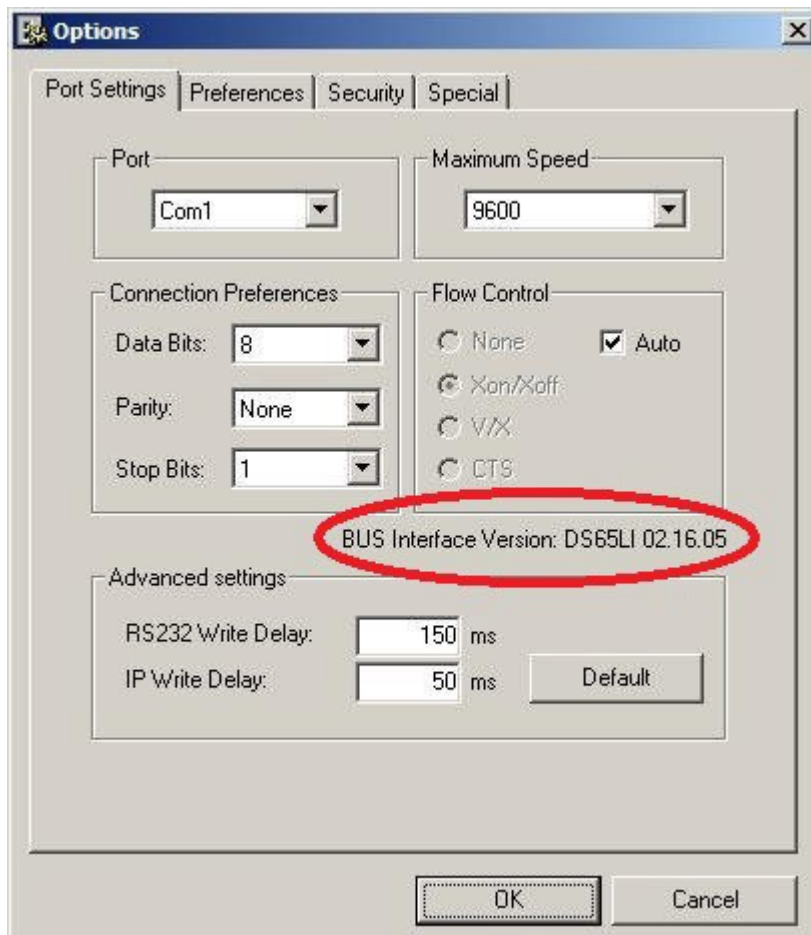 Options
Port Settings Preferences Security Special
Port
Com1
Maximum Speed
9600
Connection Preferences
Data Bits: 8
Parity: None
Stop Bits: 1
Flow Control
None Auto
Xon/Xoff
V/X
CTS
BUS Interface Version: DS65LI 02.16.05
Advanced settings
RS232 Write Delay: 150 ms
IP Write Delay: 50 ms
Default
OK Cancel